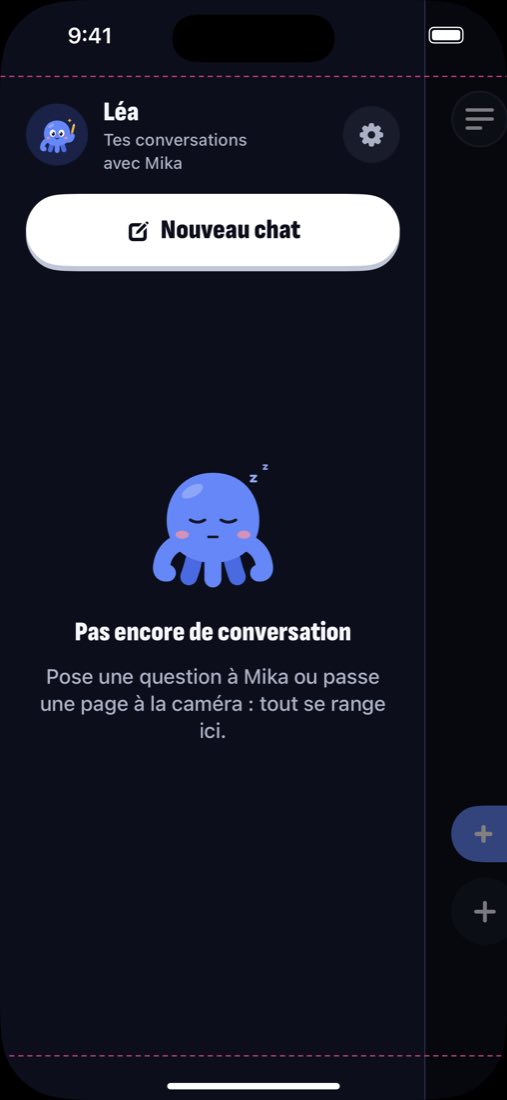 9:41
Léa
Tes conversations
avec Mika
Nouveau chat
z
z
Pas encore de conversation
Pose une question à Mika ou passe
une page à la caméra : tout se range
ici.